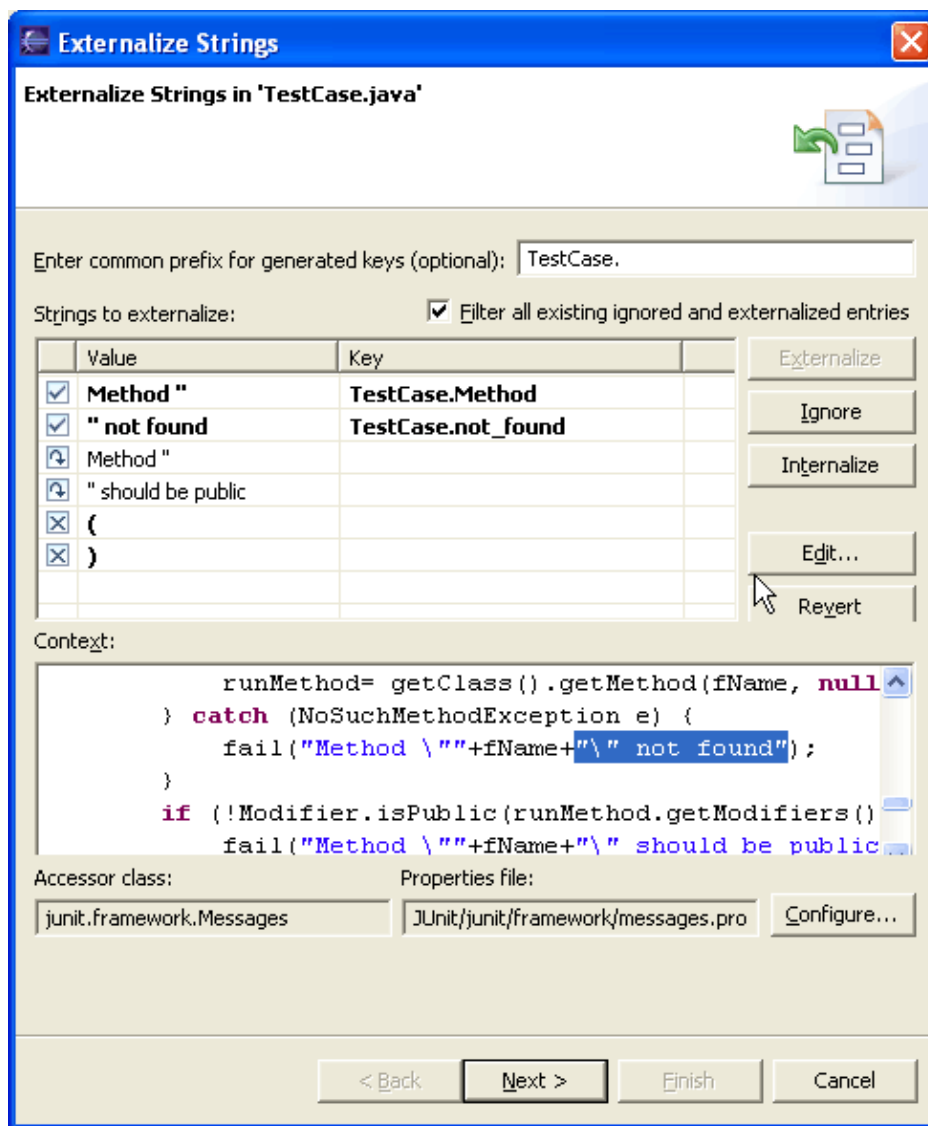 Externalize Strings
Externalize Strings in 'TestCase.java'
Enter common prefix for generated keys (optional): TestCase.
Strings to externalize: Filter all existing ignored and externalized entries
Value Key Externalize
Method " TestCase.Method
" not found TestCase.not_found Ignore
Method " Internalize
" should be public
(
) Edit...
Revert
Context:
runMethod= getClass().getMethod(fName, null
} catch (NoSuchMethodException e) {
fail("Method \""+fName+"\" not found");
}
if (!Modifier.isPublic(runMethod.getModifiers()
fail("Method \""+fName+"\" should be public
Accessor class: Properties file:
junit.framework.Messages JUnit/junit/framework/messages.pro Configure...
< Back Next > Finish Cancel